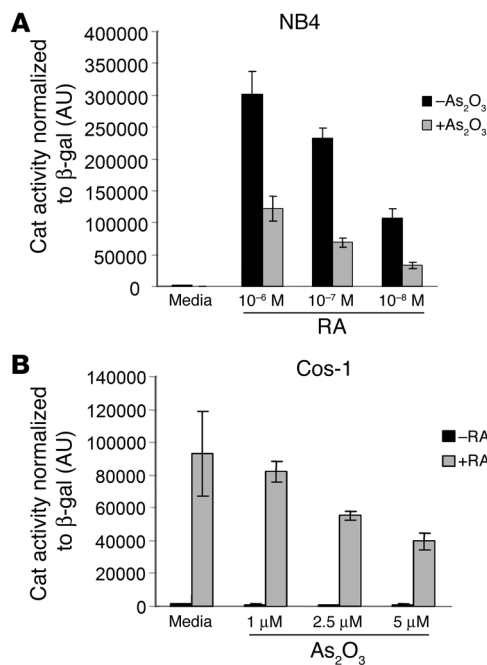 A
NB4
Cat activity normalized
to β-gal (AU)
400000
350000
300000
250000
200000
150000
100000
50000
0
–As₂O₃
+As₂O₃
Media
10⁻⁶ M
10⁻⁷ M
10⁻⁸ M
RA
B
Cos-1
Cat activity normalized
to β-gal (AU)
140000
120000
100000
80000
60000
40000
20000
0
–RA
+RA
Media
1 μM
2.5 μM
5 μM
As₂O₃